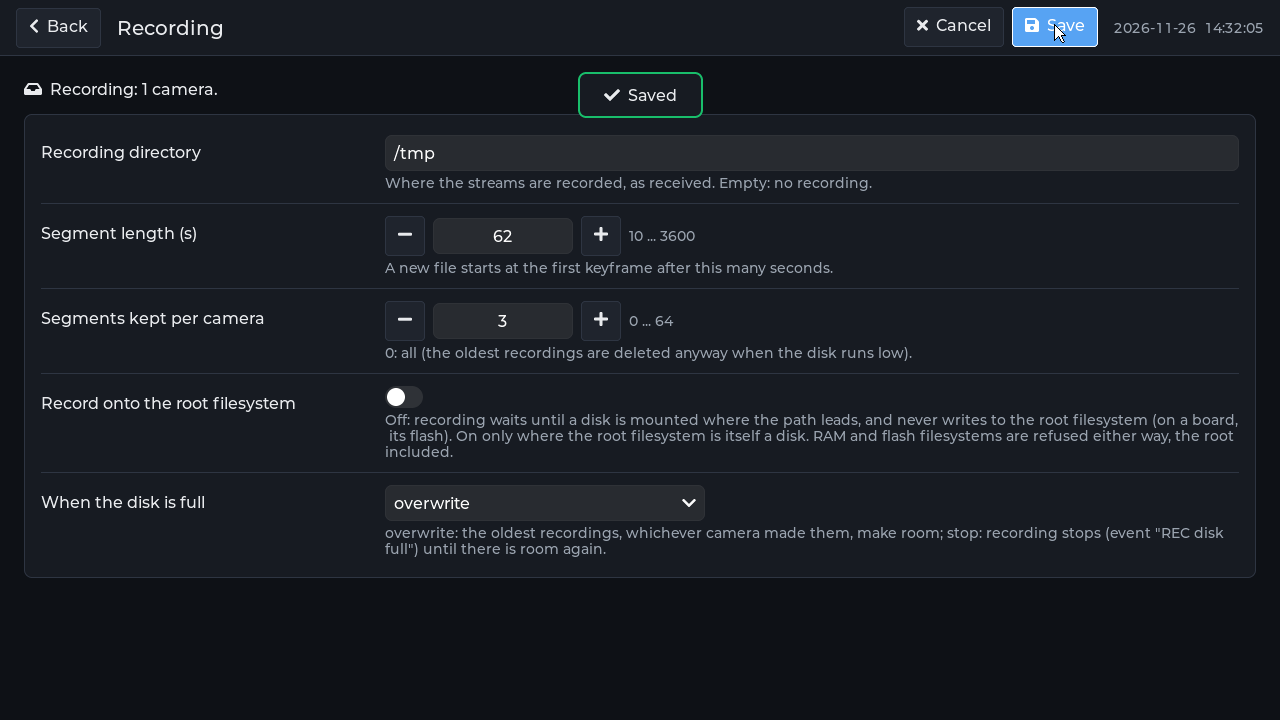 Back
Recording
Cancel
Save
2026-11-26 14:32:05
Recording: 1 camera.
Saved
Recording directory
/tmp
Where the streams are recorded, as received. Empty: no recording.
Segment length (s)
62
10 ... 3600
A new file starts at the first keyframe after this many seconds.
Segments kept per camera
3
0 ... 64
0: all (the oldest recordings are deleted anyway when the disk runs low).
Record onto the root filesystem
Off: recording waits until a disk is mounted where the path leads, and never writes to the root filesystem (on a board,
its flash). On only where the root filesystem is itself a disk. RAM and flash filesystems are refused either way, the root
included.
When the disk is full
overwrite
overwrite: the oldest recordings, whichever camera made them, make room; stop: recording stops (event "REC disk
full") until there is room again.